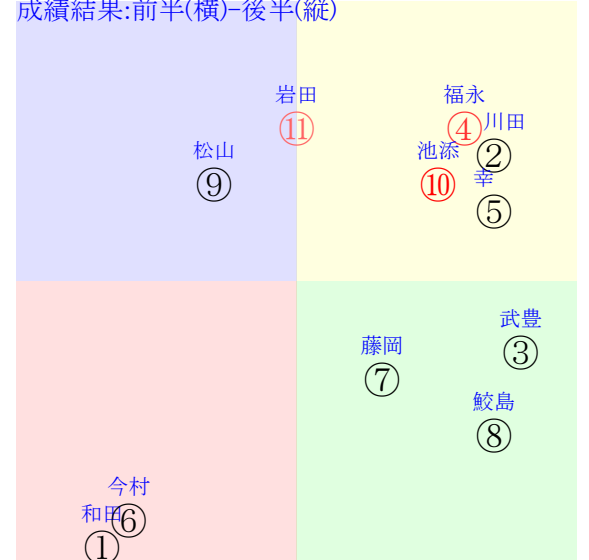 成績結果:前半(横)-後半(縦)
岩田
⑪
福永
④
川田
②
松山
⑨
池添
⑩
幸
⑤
武豊
③
藤岡
⑦
鮫島
⑧
今村
⑥
和田
①